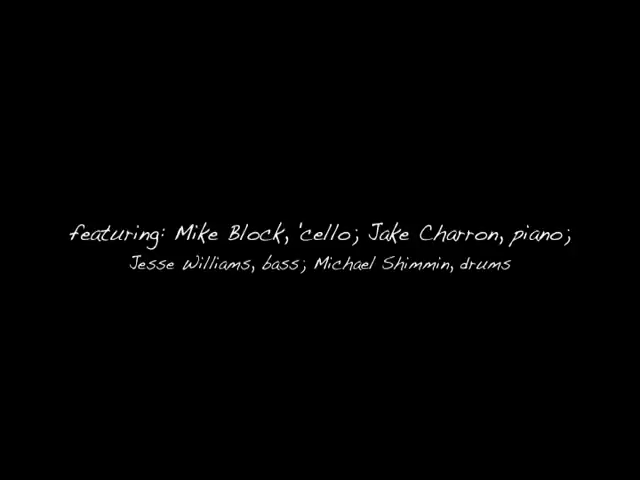 featuring: Mike Block, 'cello; Jake Charron, piano;
Jesse Williams, bass; Michael Shimmin, drums